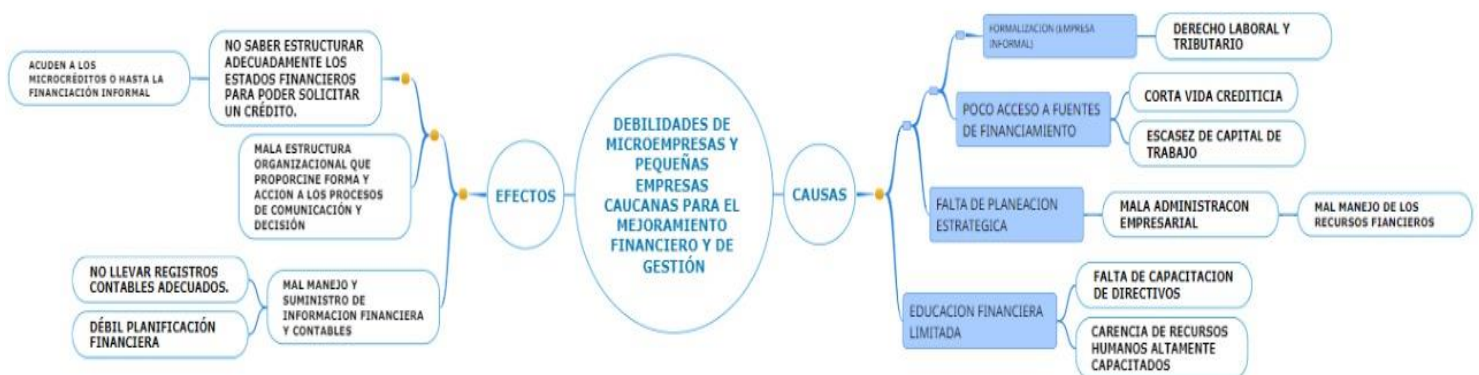 ACUDEN A LOS
MICROCRÉDITOS O HASTA LA
FINANCIACIÓN INFORMAL
NO SABER ESTRUCTURAR
ADECUADAMENTE LOS
ESTADOS FINANCIEROS
PARA PODER SOLICITAR
UN CRÉDITO.
MALA ESTRUCTURA
ORGANIZACIONAL QUE
PROPORCINE FORMA Y
ACCION A LOS PROCESOS
DE COMUNICACIÓN Y
DECISIÓN
NO LLEVAR REGISTROS
CONTABLES ADECUADOS.
DÉBIL PLANIFICACIÓN
FINANCIERA
MAL MANEJO Y
SUMINISTRO DE
INFORMACION FINANCIERA
Y CONTABLES
EFECTOS
DEBILIDADES DE
MICROEMPRESAS Y
PEQUEÑAS
EMPRESAS
CAUCANAS PARA EL
MEJORAMIENTO
FINANCIERO Y DE
GESTIÓN
CAUSAS
FORMALIZACION (EMPRESA
INFORMAL)
DERECHO LABORAL Y
TRIBUTARIO
POCO ACCESO A FUENTES
DE FINANCIAMIENTO
CORTA VIDA CREDITICIA
ESCASEZ DE CAPITAL DE
TRABAJO
FALTA DE PLANEACION
ESTRATEGICA
MALA ADMINISTRACON
EMPRESARIAL
MAL MANEJO DE LOS
RECURSOS FIANCIEROS
EDUCACION FINANCIERA
LIMITADA
FALTA DE CAPACITACION
DE DIRECTIVOS
CARENCIA DE RECURSOS
HUMANOS ALTAMENTE
CAPACITADOS